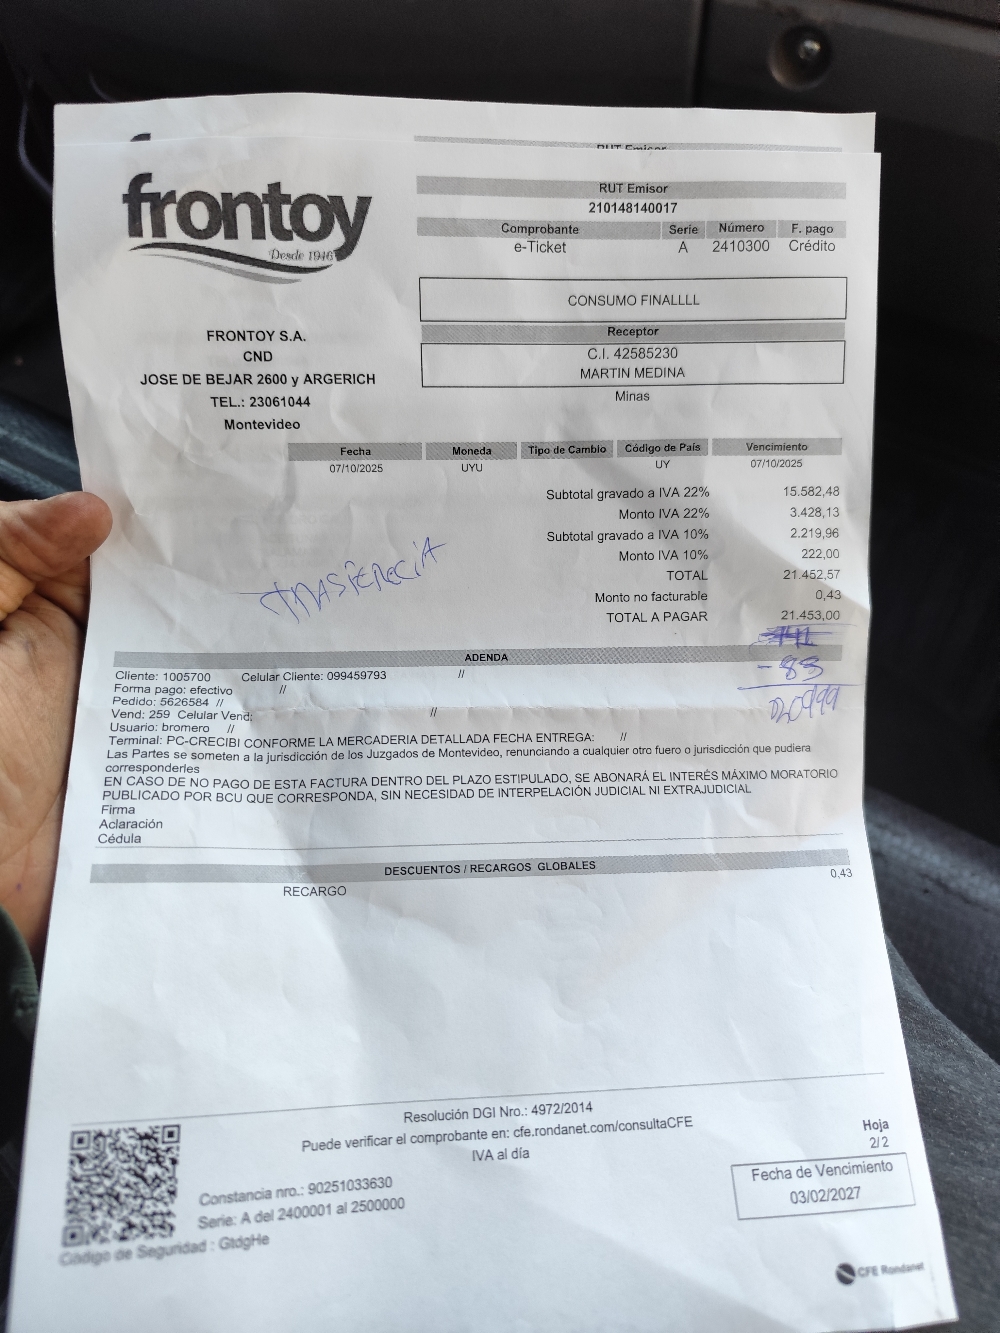 RUT Emisor
frontoy
Desde 1946
RUT Emisor
210148140017
Comprobante Serie Número F. pago
e-Ticket A 2410300 Crédito
CONSUMO FINALLLL
Receptor
C.I. 42585230
MARTIN MEDINA
Minas
FRONTOY S.A.
CND
JOSE DE BEJAR 2600 y ARGERICH
TEL.: 23061044
Montevideo
Fecha Moneda Tipo de Cambio Código de País Vencimiento
07/10/2025 UYU UY 07/10/2025
Subtotal gravado a IVA 22% 15.582,48
Monto IVA 22% 3.428,13
Subtotal gravado a IVA 10% 2.219,96
Monto IVA 10% 222,00
TOTAL 21.452,57
Monto no facturable 0,43
TOTAL A PAGAR 21.453,00
TRASFERECIA
- 83
ADENDA
Cliente: 1005700 Celular Cliente: 099459793 //
Forma pago: efectivo //
Pedido: 5626584 //
Vend: 259 Celular Vend: //
Usuario: bromero //
Terminal: PC-CRECIBI CONFORME LA MERCADERIA DETALLADA FECHA ENTREGA: //
Las Partes se someten a la jurisdicción de los Juzgados de Montevideo, renunciando a cualquier otro fuero o jurisdicción que pudiera
corresponderles
EN CASO DE NO PAGO DE ESTA FACTURA DENTRO DEL PLAZO ESTIPULADO, SE ABONARÁ EL INTERÉS MÁXIMO MORATORIO
PUBLICADO POR BCU QUE CORRESPONDA, SIN NECESIDAD DE INTERPELACIÓN JUDICIAL NI EXTRAJUDICIAL
Firma
Aclaración
Cédula
DESCUENTOS / RECARGOS GLOBALES
RECARGO 0,43
Resolución DGI Nro.: 4972/2014
Puede verificar el comprobante en: cfe.rondanet.com/consultaCFE
IVA al día
Hoja
2/2
Constancia nro.: 90251033630
Serie: A del 2400001 al 2500000
Código de Seguridad : GtdgHe
Fecha de Vencimiento
03/02/2027
CFE Rondanet